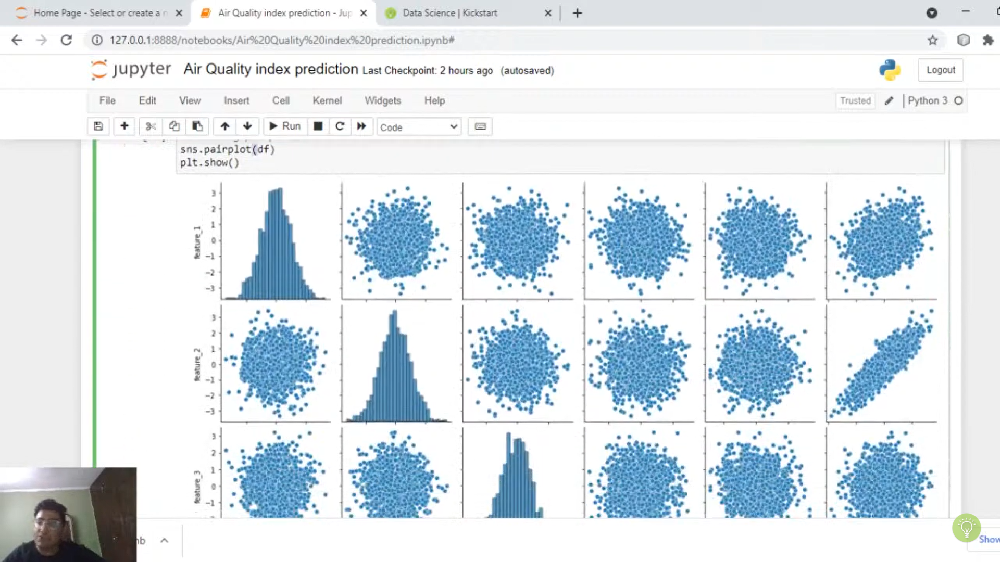 Home Page - Select or create a n
Air Quality index prediction - Jup
Data Science | Kickstart
127.0.0.1:8888/notebooks/Air%20Quality%20index%20prediction.ipynb#
jupyter Air Quality index prediction Last Checkpoint: 2 hours ago (autosaved)
Logout
File Edit View Insert Cell Kernel Widgets Help
Trusted Python 3
Run Code
sns.pairplot(df)
plt.show()
feature_1
3
2
1
0
−1
−2
−3
feature_2
3
2
1
0
−1
−2
−3
feature_3
3
2
1
0
−1
nb
Show